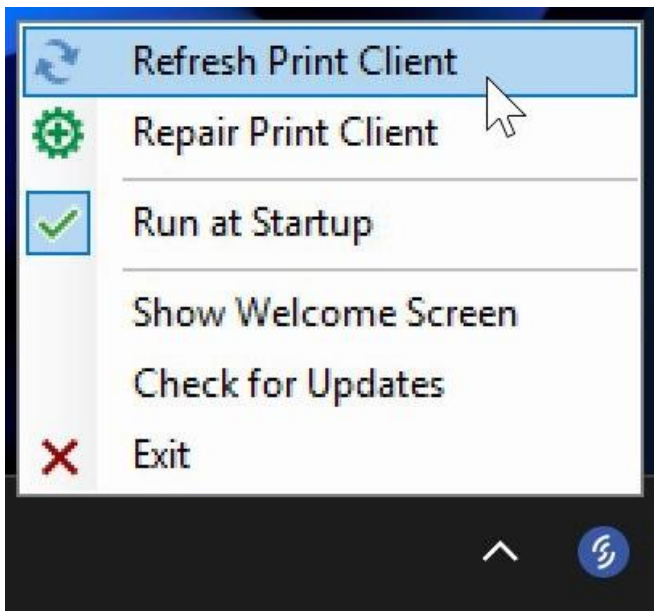 Refresh Print Client
Repair Print Client
Run at Startup
Show Welcome Screen
Check for Updates
Exit